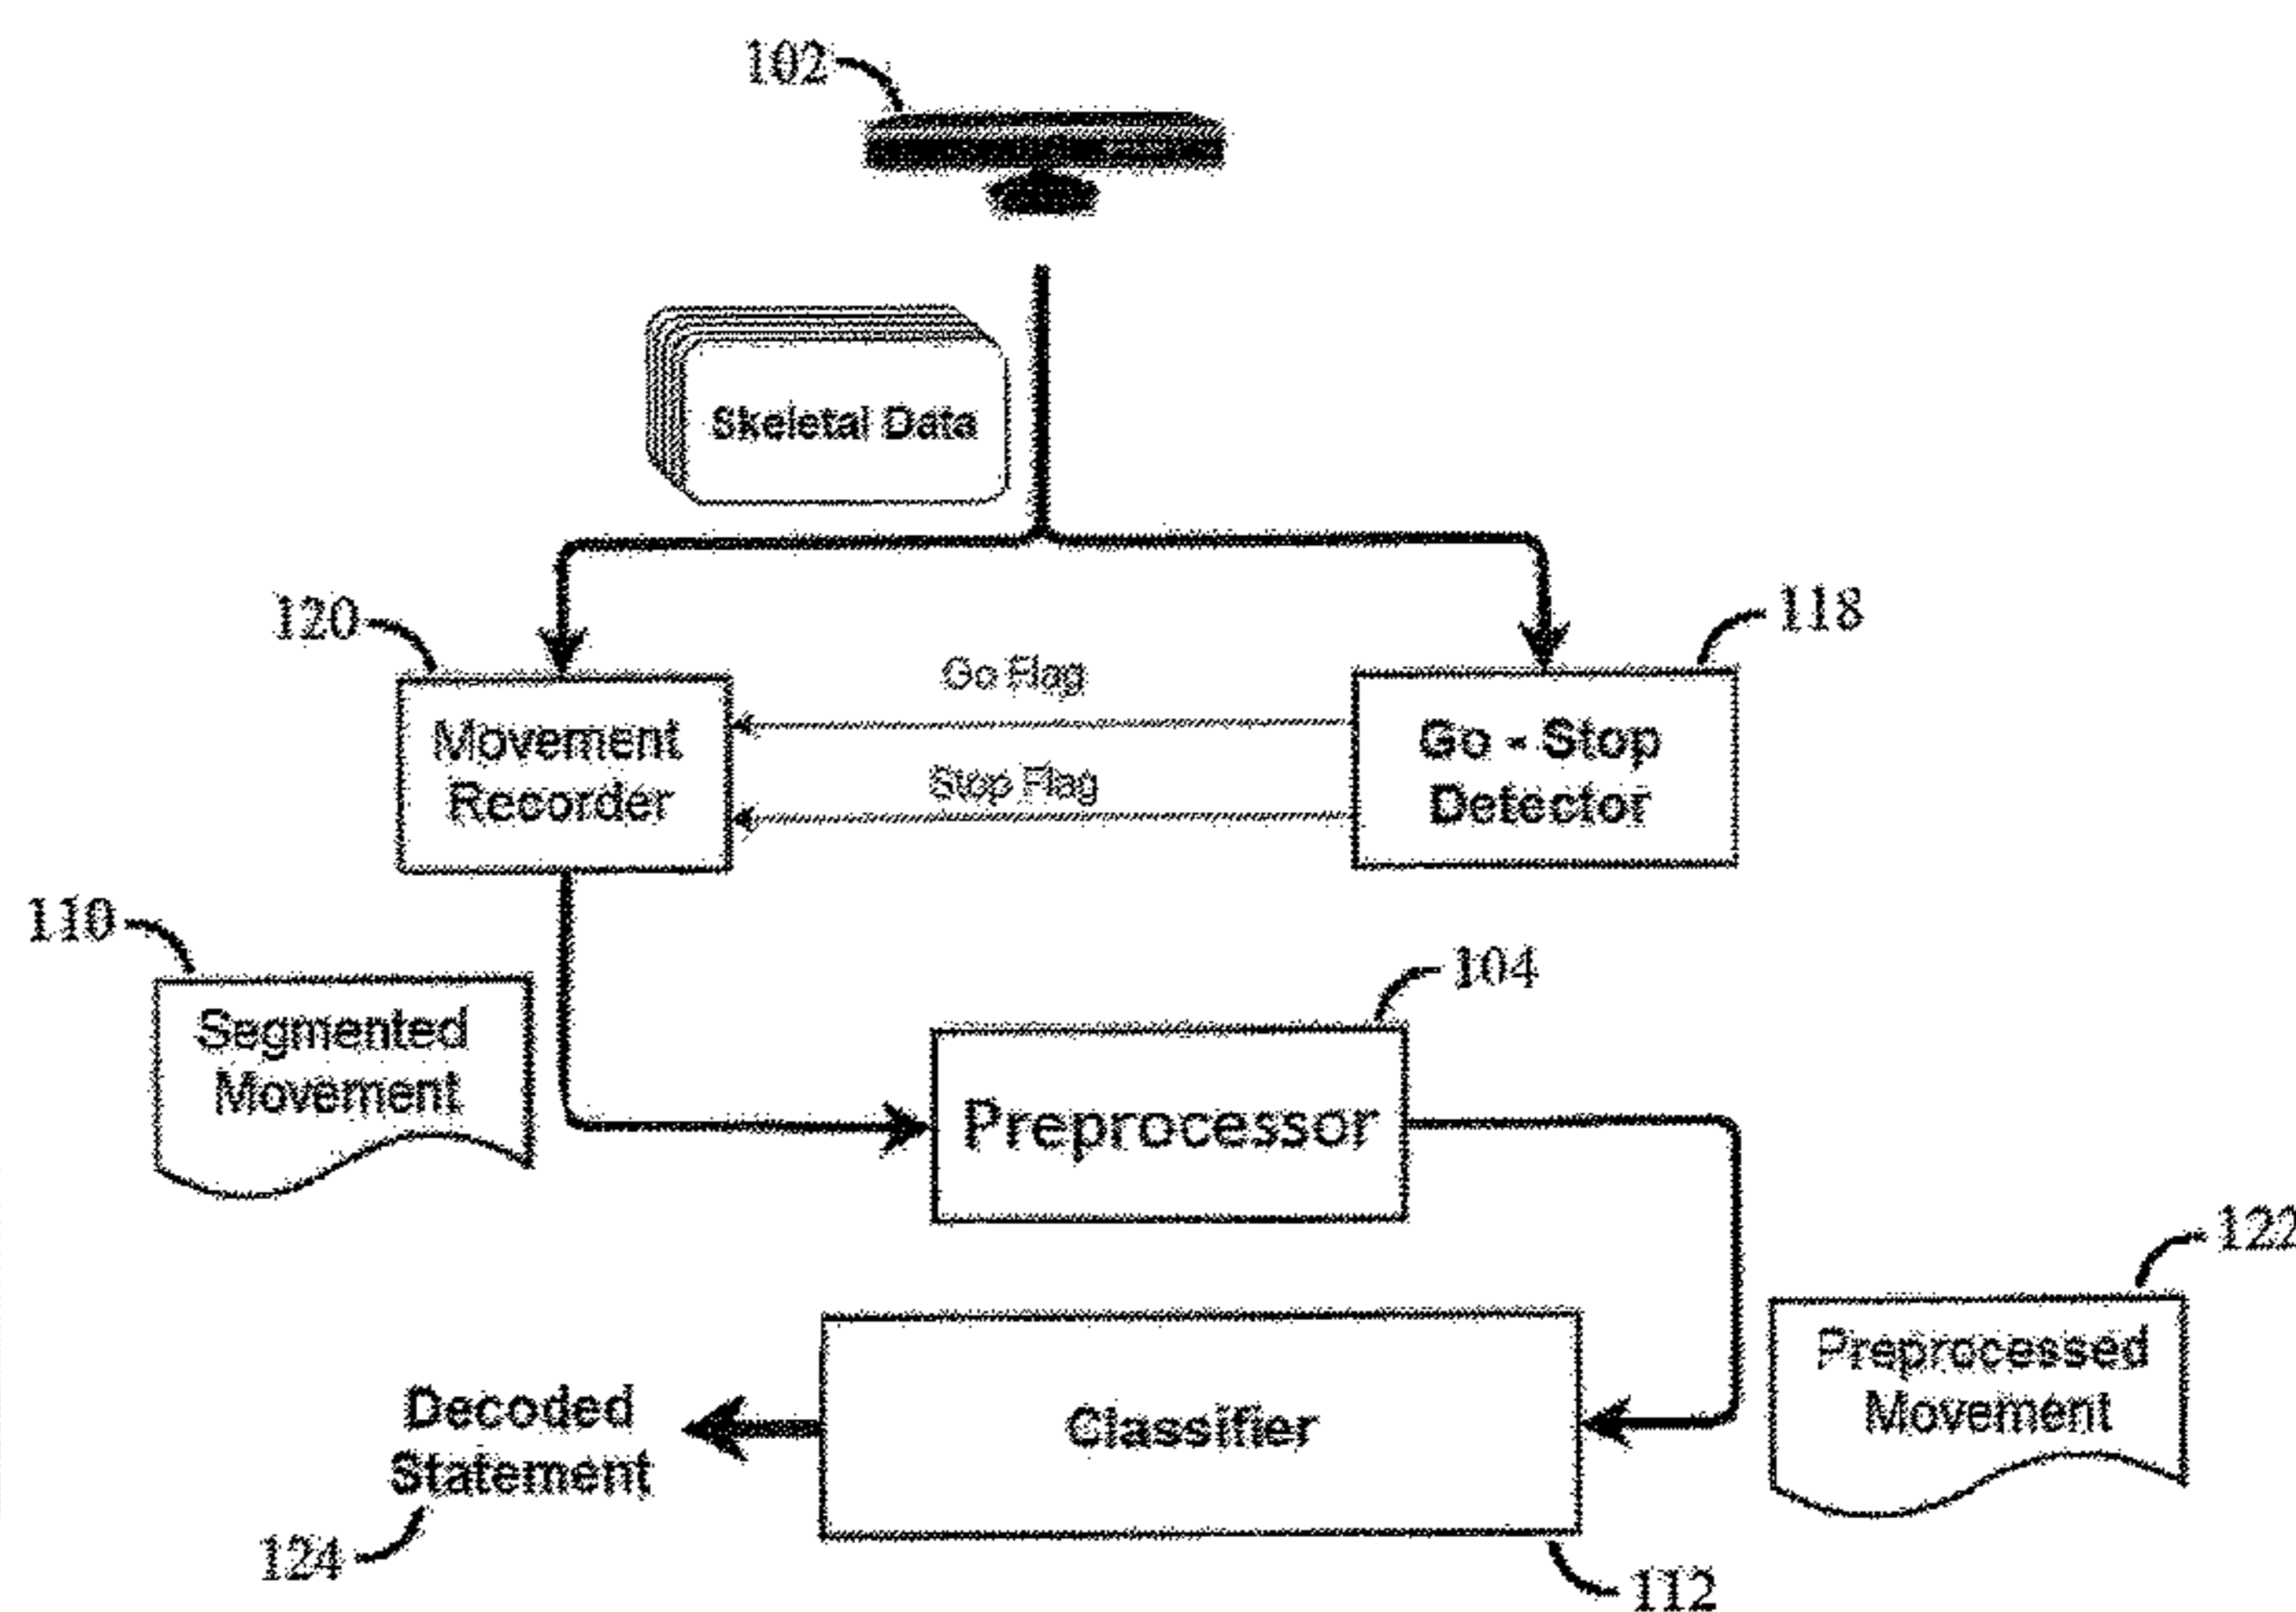 102
Skeletal Data
120
118
Go Flag
Movement
Recorder
Stop Flag
Go - Stop
Detector
110
104
Segmented
Movement
Preprocessor
122
Preprocessed
Movement
Classifier
Decoded
Statement
124
112